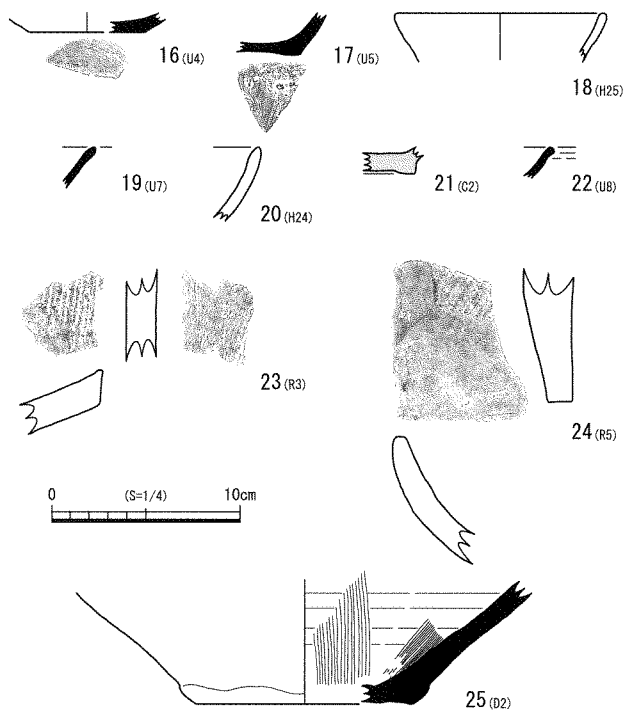 16 (U4)
17 (U5)
18 (H25)
19 (U7)
20 (H24)
21 (C2)
22 (U8)
23 (R3)
24 (R5)
0 (S=1/4) 10cm
25 (D2)